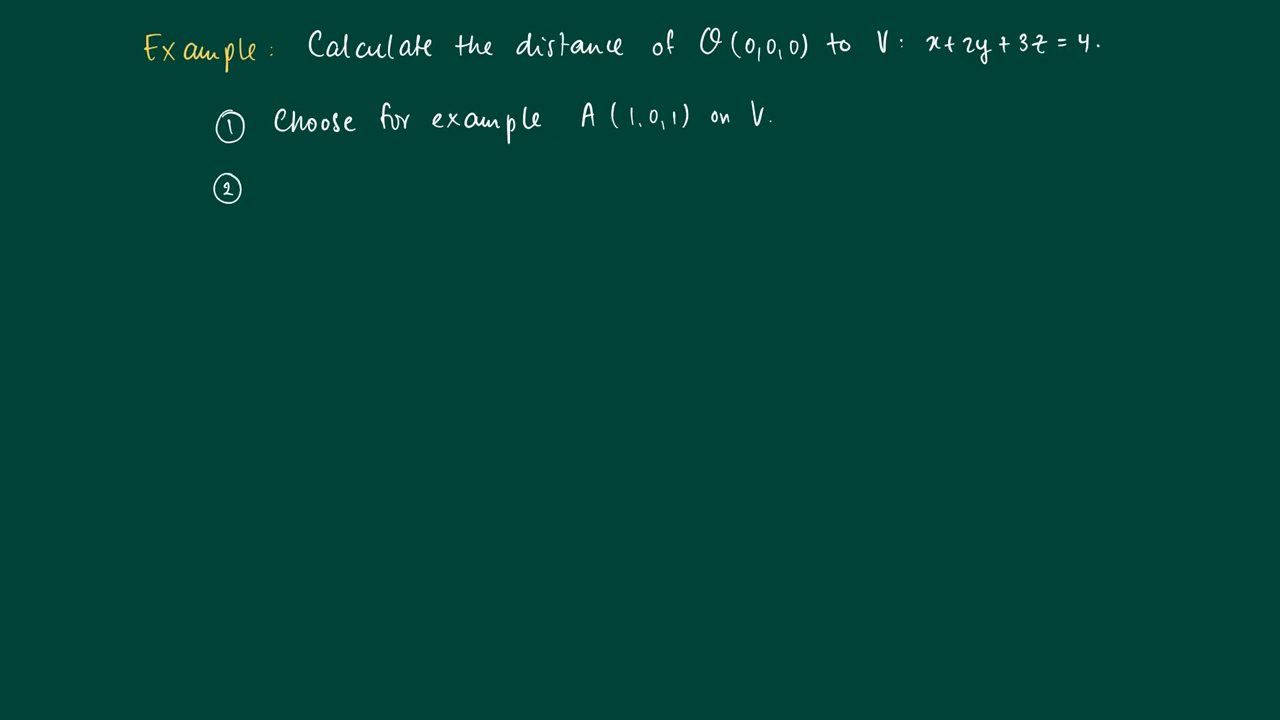 Example: Calculate the distance of O(0,0,0) to V: x+2y+3z=4.
① Choose for example A(1,0,1) on V.
②